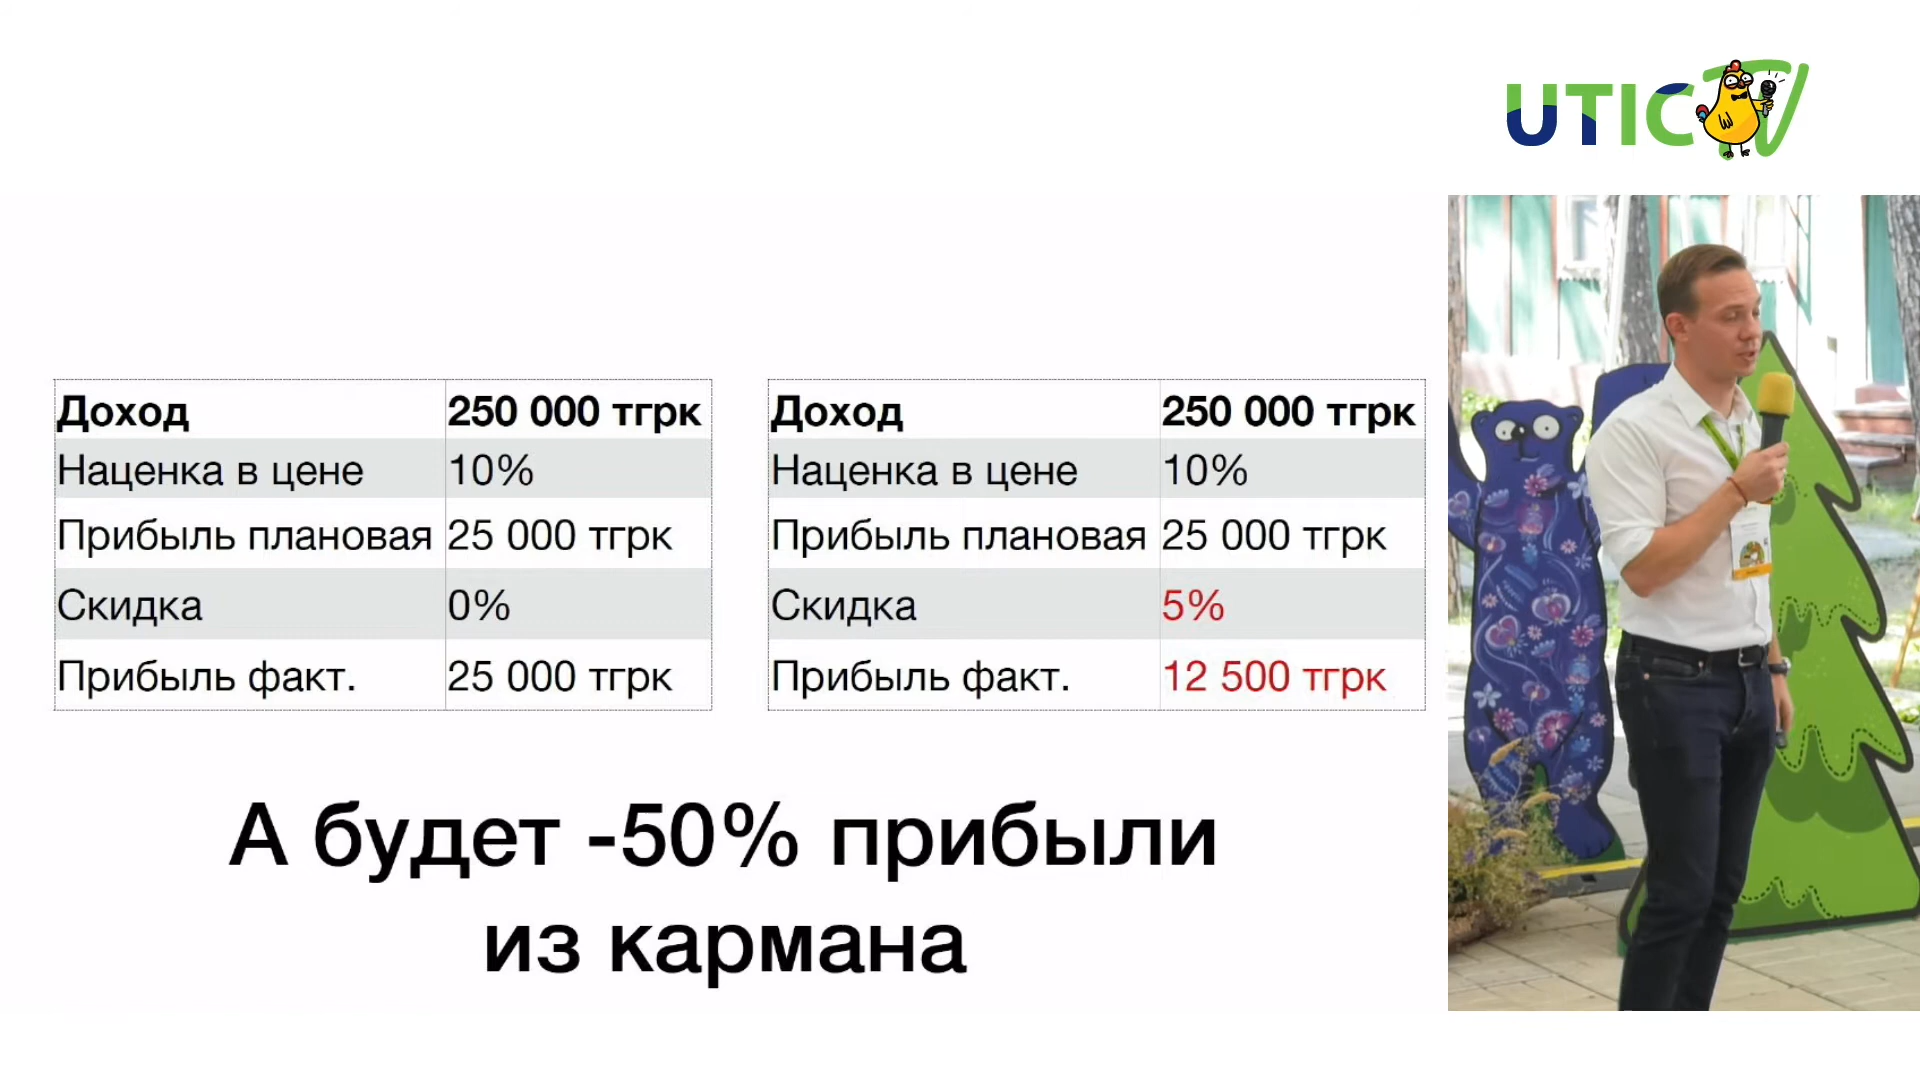 UTIC TV
Доход 250 000 тгрк
Наценка в цене 10%
Прибыль плановая 25 000 тгрк
Скидка 0%
Прибыль факт. 25 000 тгрк
Доход 250 000 тгрк
Наценка в цене 10%
Прибыль плановая 25 000 тгрк
Скидка 5%
Прибыль факт. 12 500 тгрк
А будет -50% прибыли
из кармана